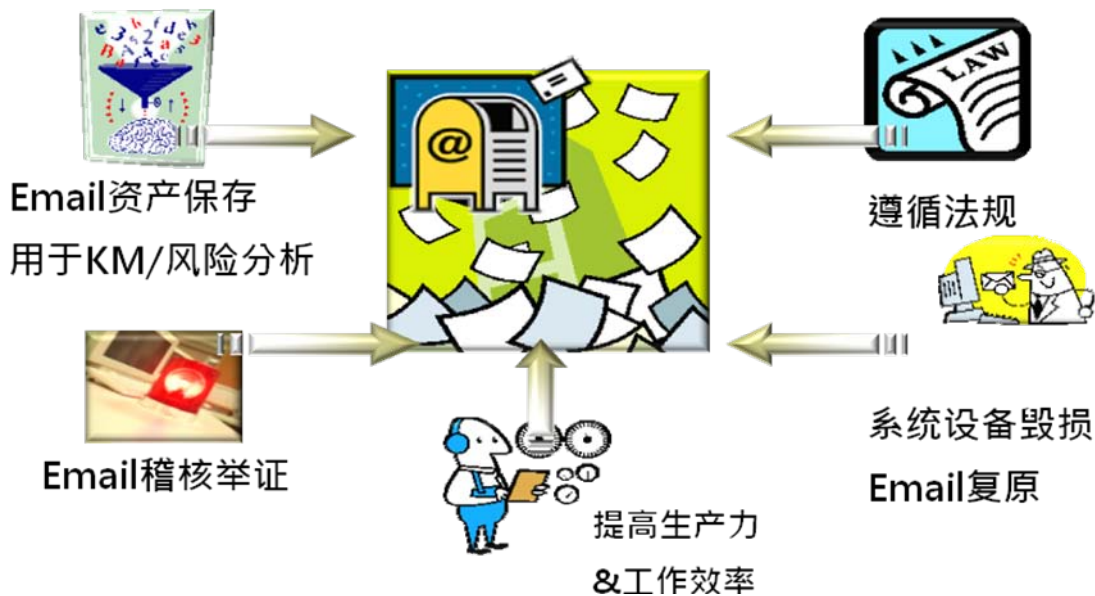 LAW
@
Email资产保存
用于KM/风险分析
遵循法规
Email稽核举证
系统设备毁损
Email复原
提高生产力
&工作效率